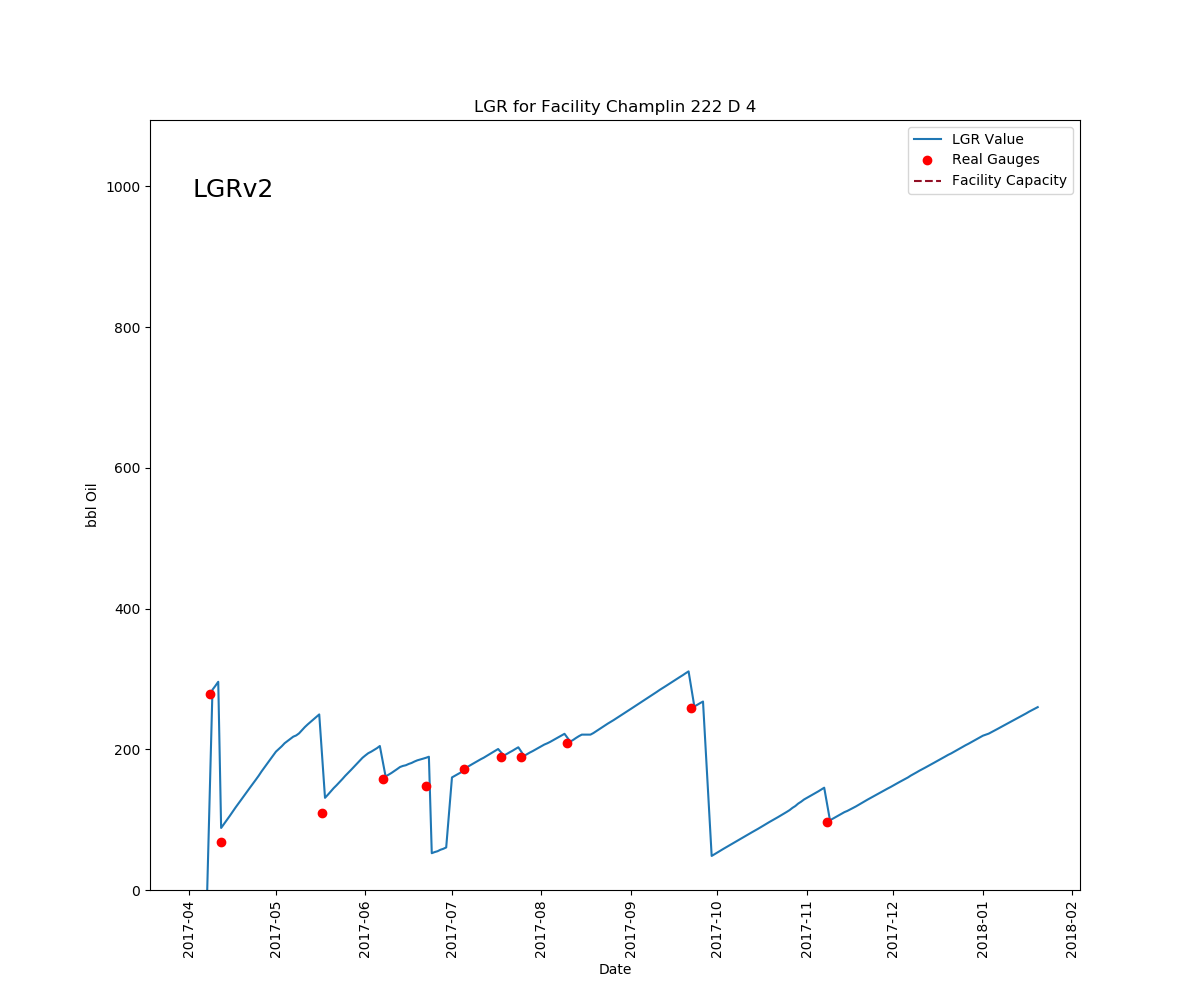 LGR for Facility Champlin 222 D 4
LGR Value
Real Gauges
Facility Capacity
LGRv2
1000
800
600
400
200
0
bbl Oil
2017-04
2017-05
2017-06
2017-07
2017-08
2017-09
2017-10
2017-11
2017-12
2018-01
2018-02
Date